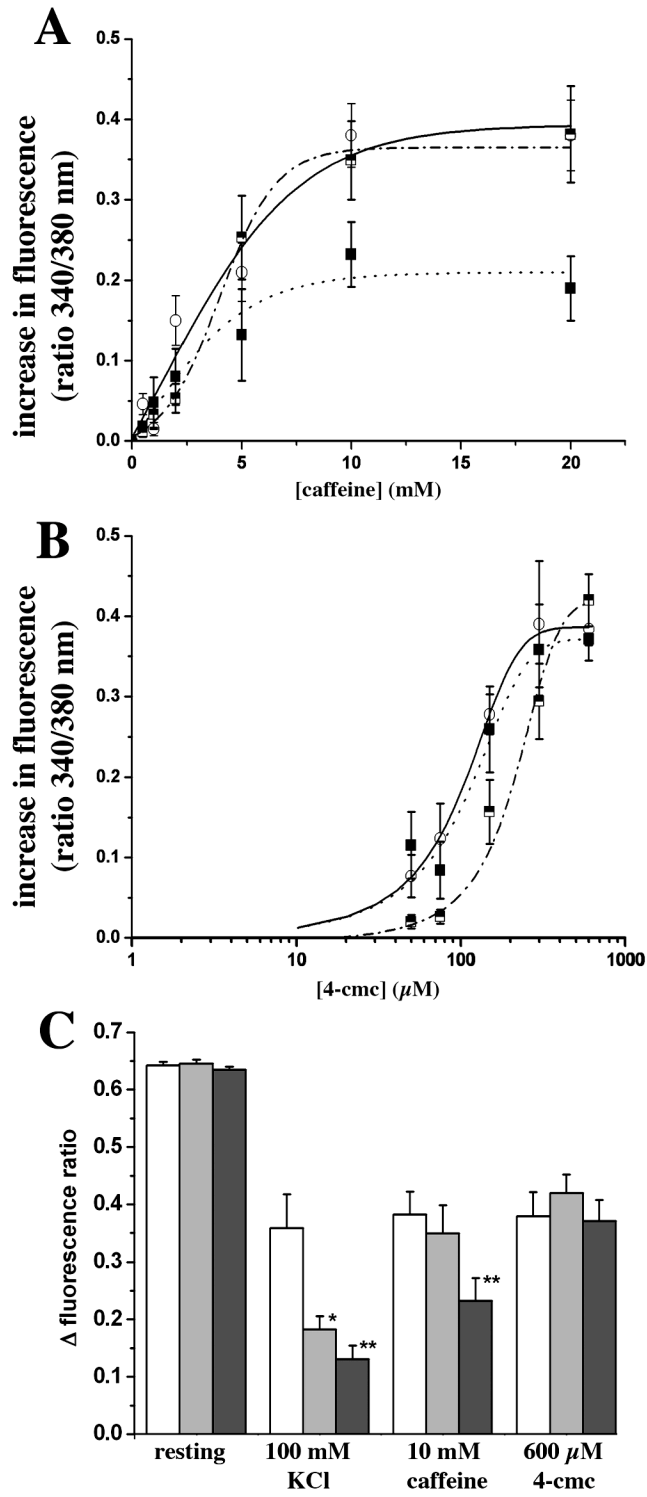 A
0.5
0.4
0.3
0.2
0.1
0.0
increase in fluorescence
(ratio 340/380 nm)
0 5 10 15 20
[caffeine] (mM)
B
0.5
0.4
0.3
0.2
0.1
0.0
increase in fluorescence
(ratio 340/380 nm)
1 10 100 1000
[4-cmc] (µM)
C
0.7
0.6
0.5
0.4
0.3
0.2
0.1
0.0
Δ fluorescence ratio
* ** **
resting 100 mM 10 mM 600 µM
KCl caffeine 4-cmc